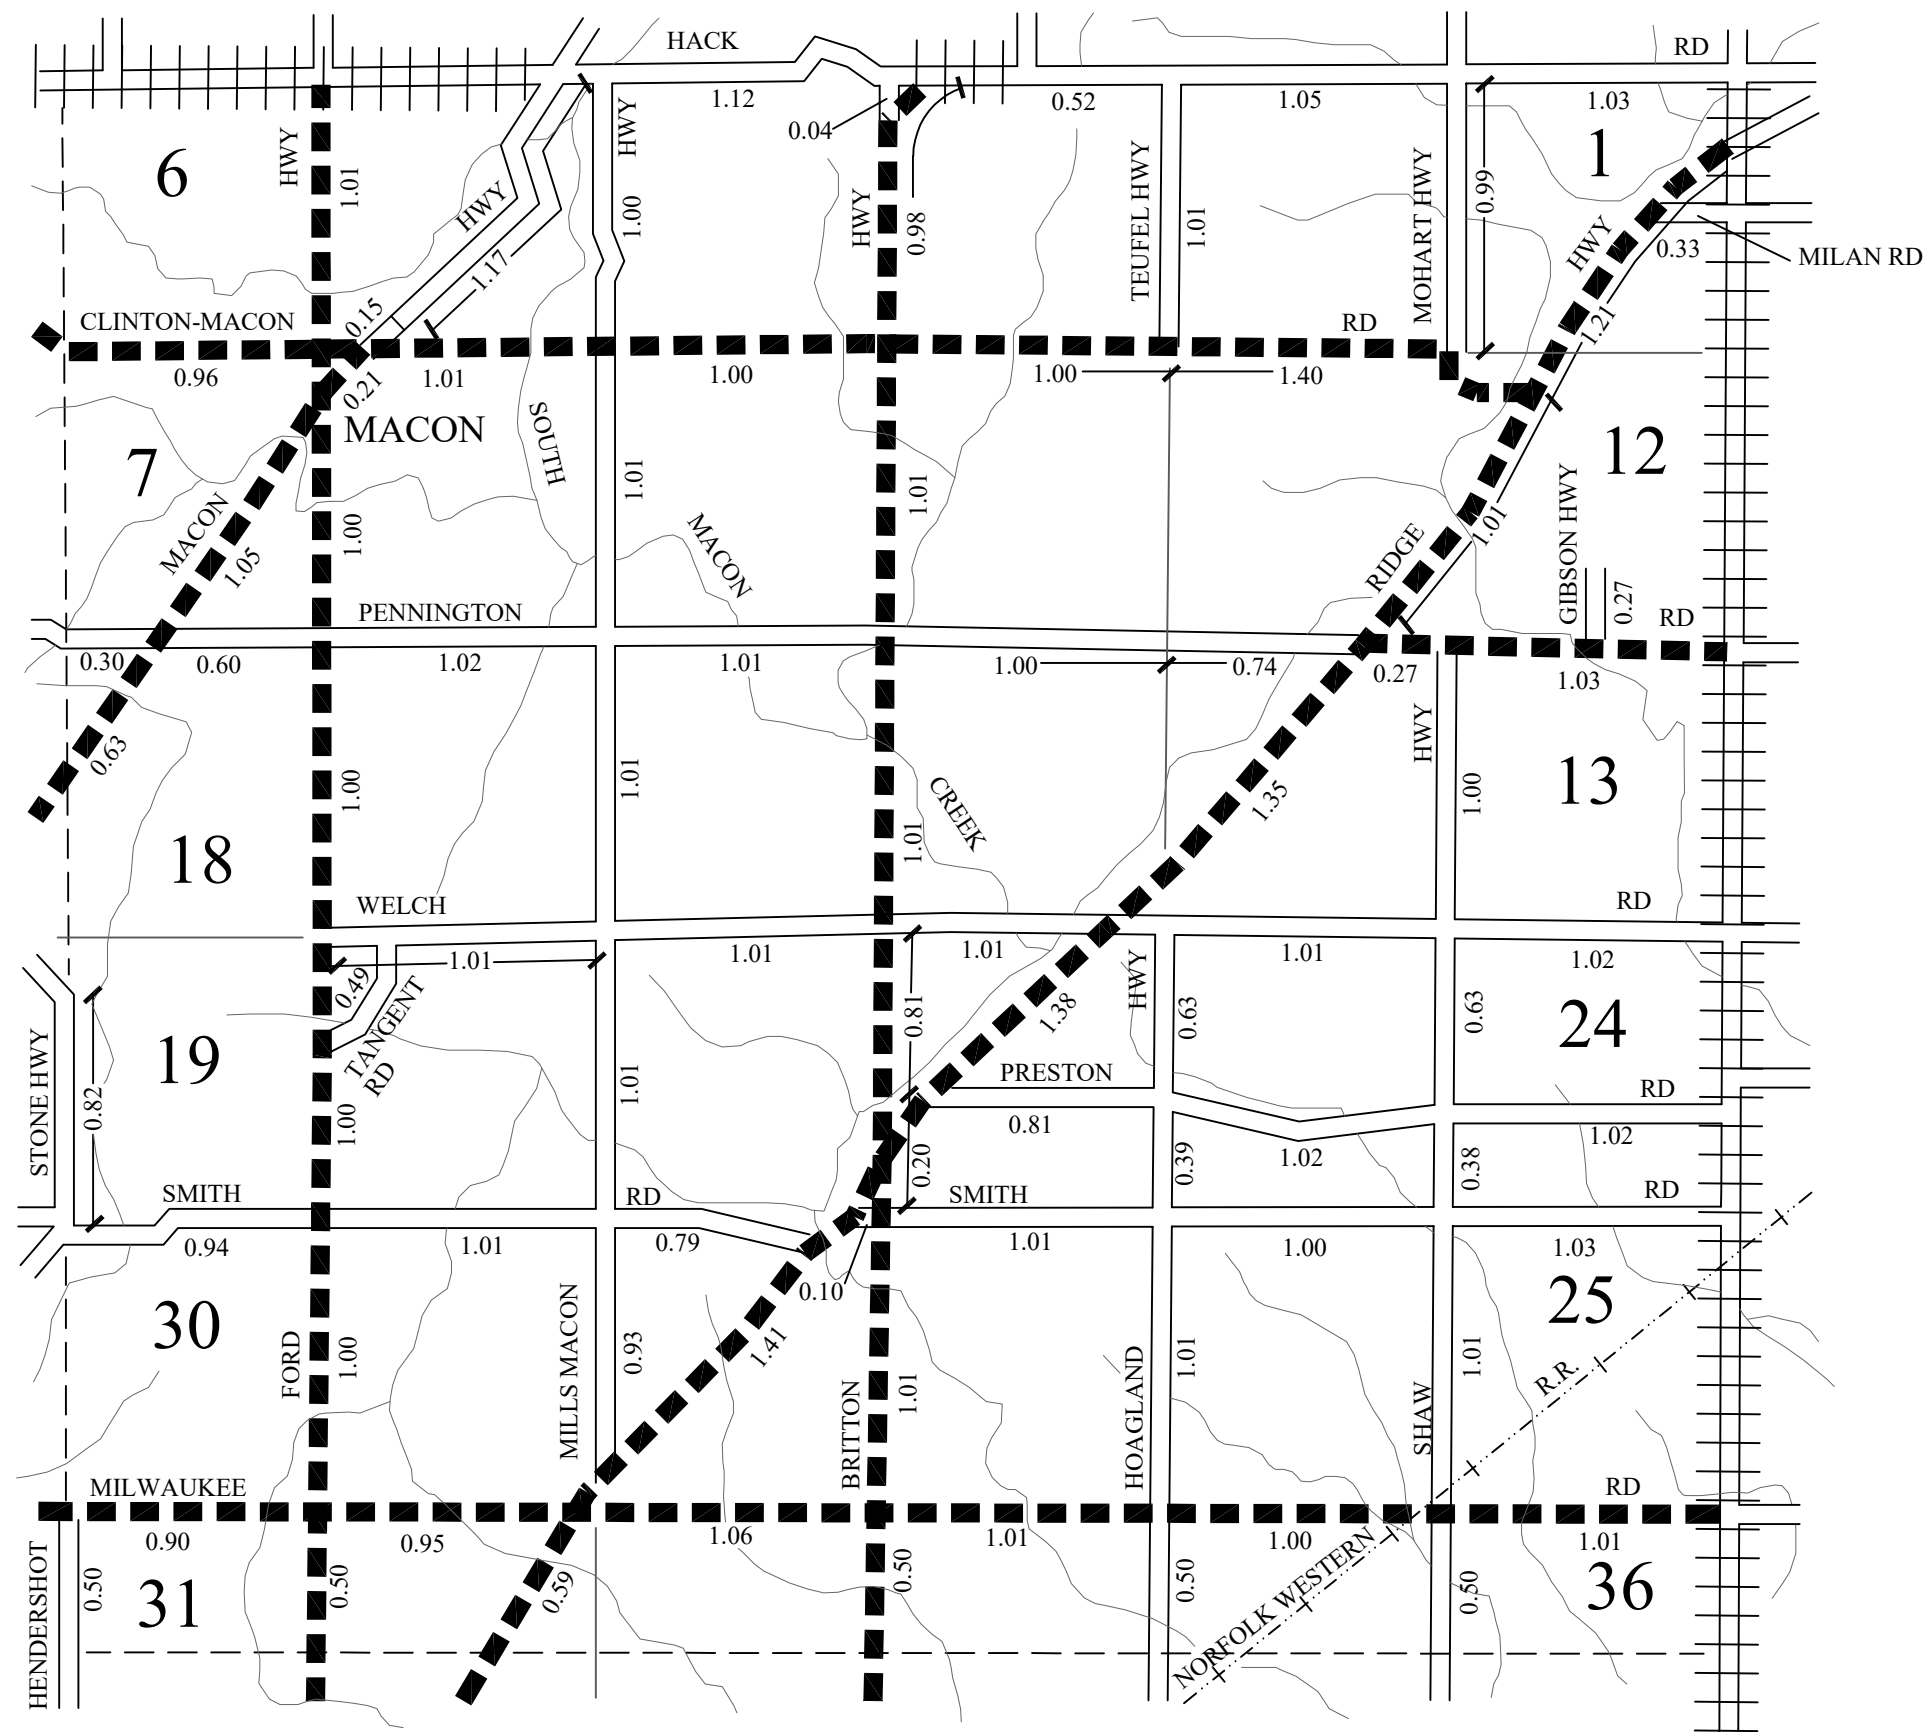 HACK
RD
1.12
0.04
0.52
1.05
1.03
6
HWY
1.01
HWY
HWY
1.00
HWY
0.98
TEUFEL HWY
1.01
MOHART HWY
0.99
1
HWY
0.33
MILAN RD
1.17
0.15
CLINTON-MACON
RD
1.21
0.96
0.21
1.01
1.00
1.00
1.40
MACON
7
SOUTH
1.01
1.01
12
MACON
1.05
1.00
MACON
RIDGE
1.01
GIBSON HWY
0.27
PENNINGTON
RD
0.30
0.60
1.02
1.01
1.00
0.74
0.27
1.03
0.63
1.00
1.01
CREEK
1.01
1.35
HWY
1.00
13
18
WELCH
RD
1.01
1.01
1.01
1.01
1.02
0.49
TANGENT
RD
0.81
1.38
HWY
0.63
0.63
24
19
STONE HWY
0.82
1.00
1.01
PRESTON
RD
0.81
1.02
1.02
0.20
0.39
0.38
SMITH
RD
SMITH
RD
0.94
1.01
0.79
0.10
1.01
1.00
1.03
30
FORD
1.00
MILLS MACON
0.93
1.41
BRITTON
1.01
HOAGLAND
1.01
SHAW
1.01
25
R.R.
MILWAUKEE
RD
0.90
0.95
1.06
1.01
1.00
1.01
HENDERSHOT
0.50
31
0.50
0.59
0.50
0.50
NORFOLK WESTERN
0.50
36